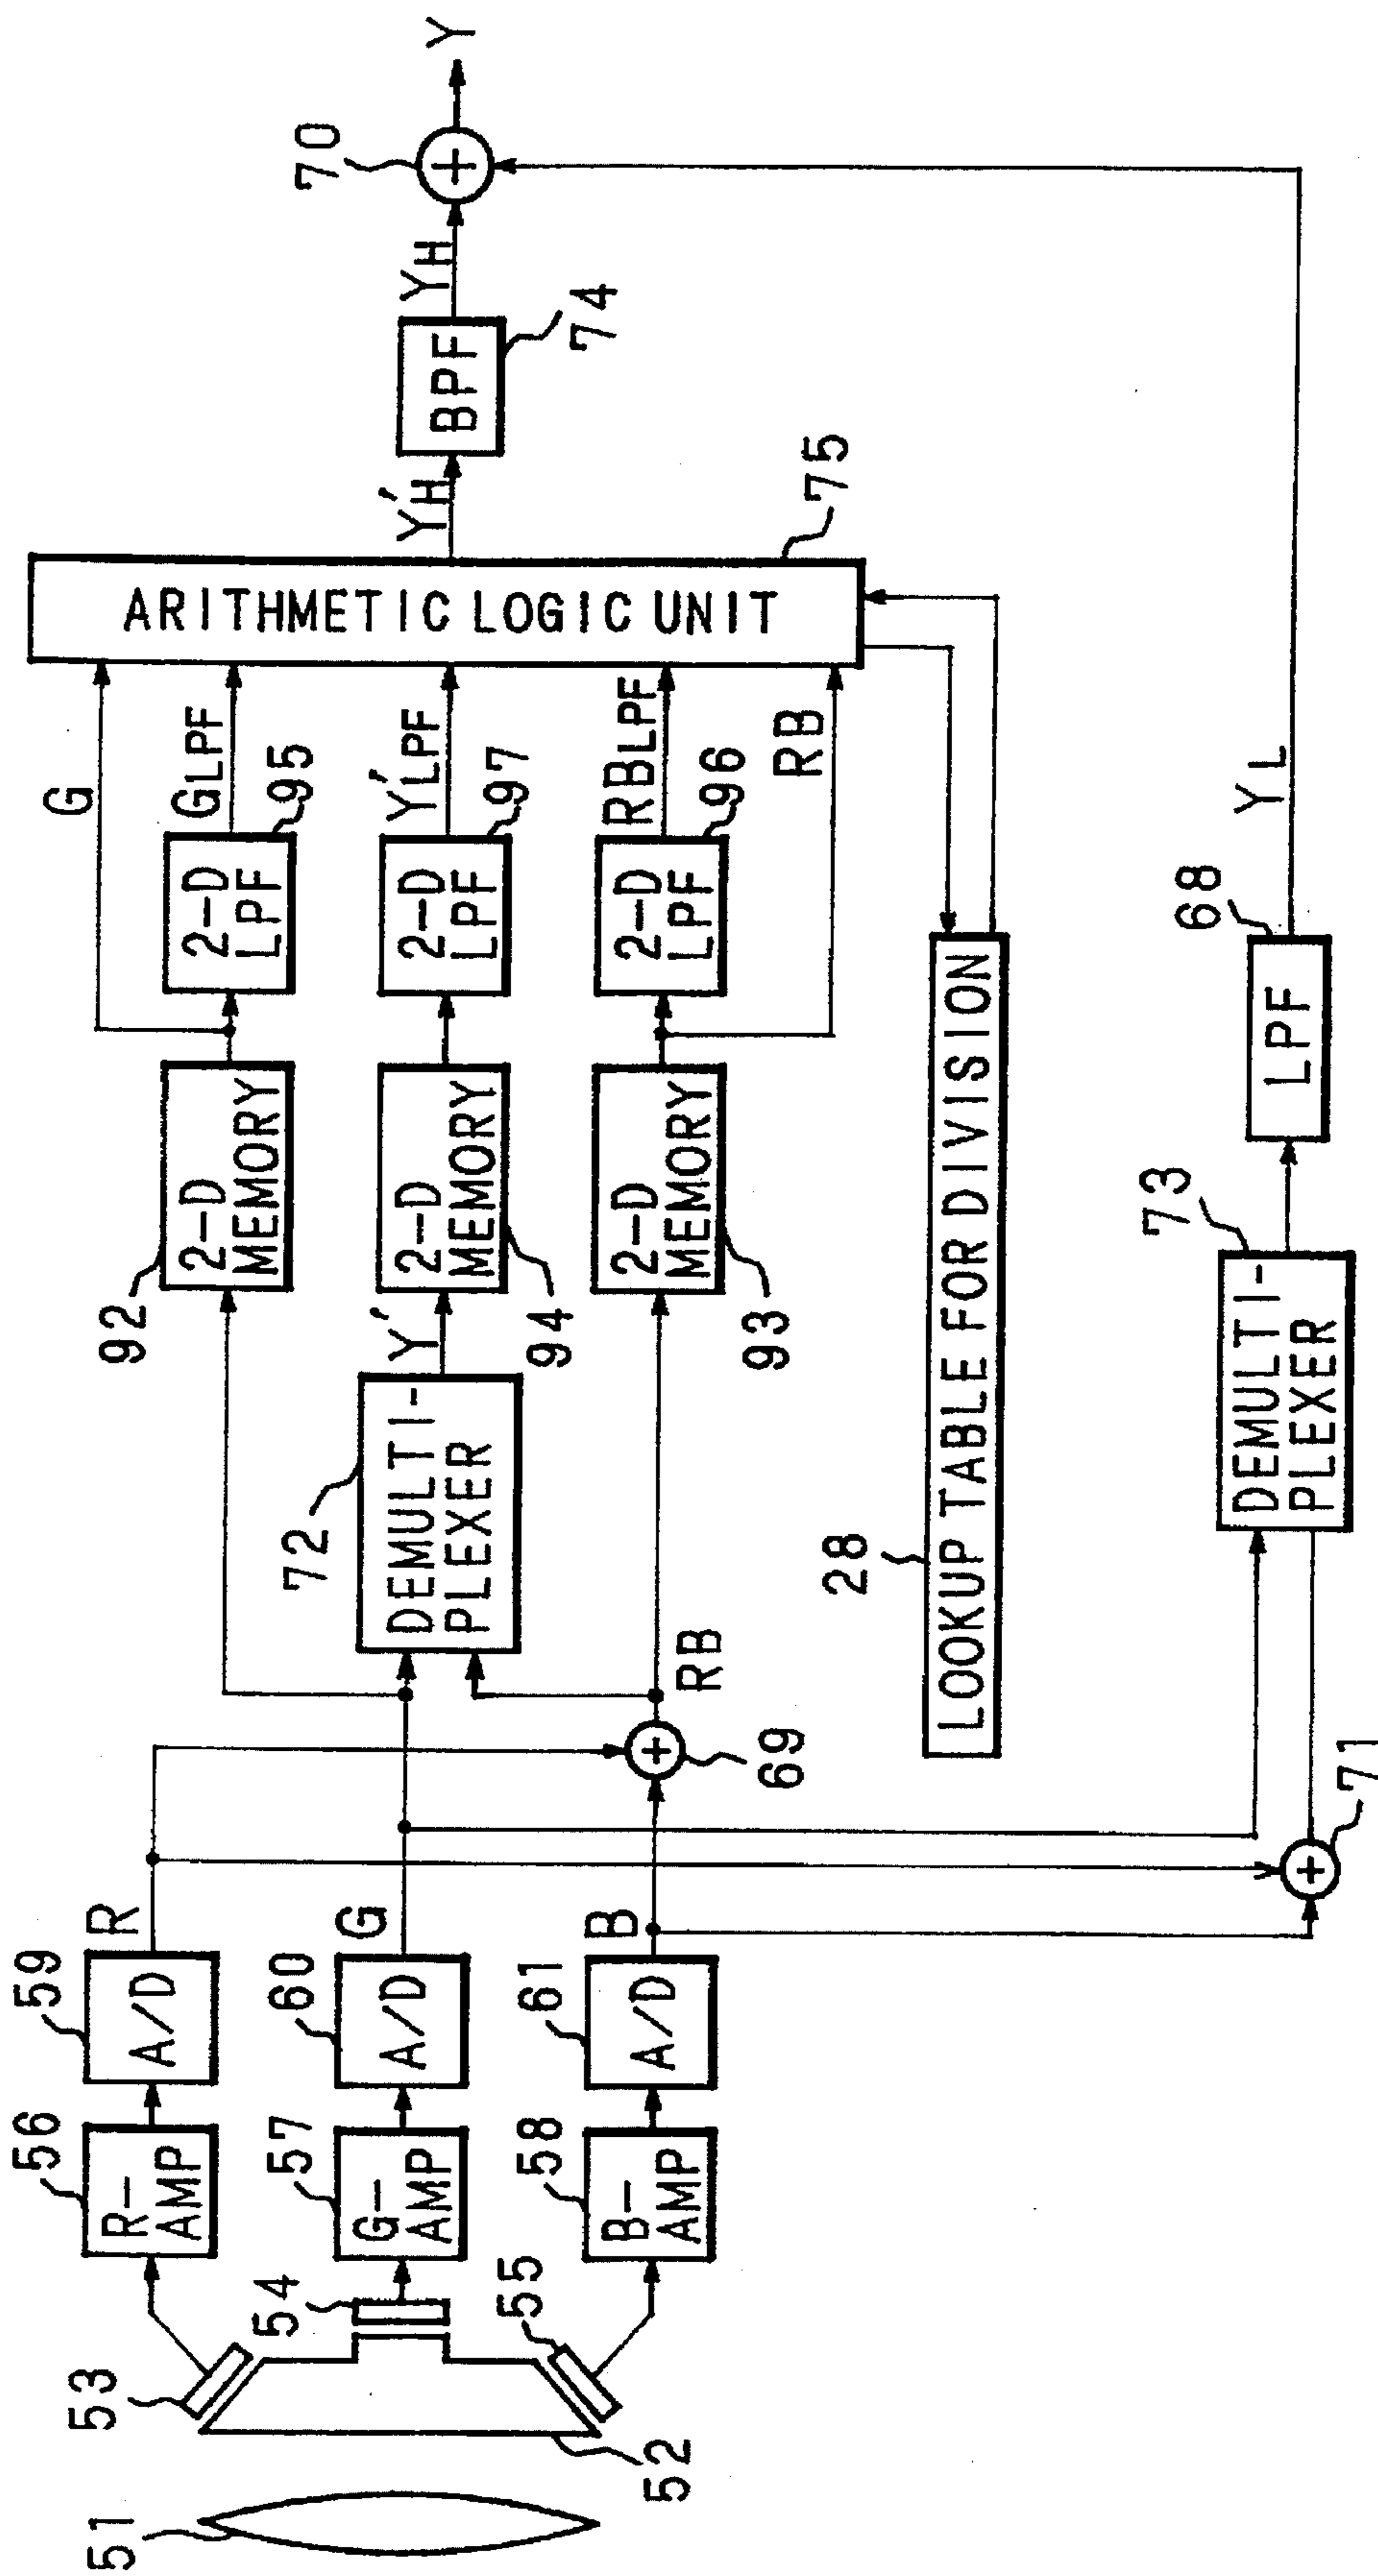 51
52
53
54
55
56
R-
AMP
57
G-
AMP
58
B-
AMP
59
A/D
R
60
A/D
G
61
A/D
B
69
RB
71
72
DEMULTI-
PLEXER
Y'
92
2-D
MEMORY
94
2-D
MEMORY
93
2-D
MEMORY
G
2-D
LPF
95
GLPF
2-D
LPF
97
Y'LPF
2-D
LPF
96
RBLPF
RB
ARITHMETIC LOGIC UNIT
75
Y'H
BPF
74
YH
70
Y
28
LOOKUP TABLE FOR DIVISION
73
DEMULTI-
PLEXER
68
LPF
YL